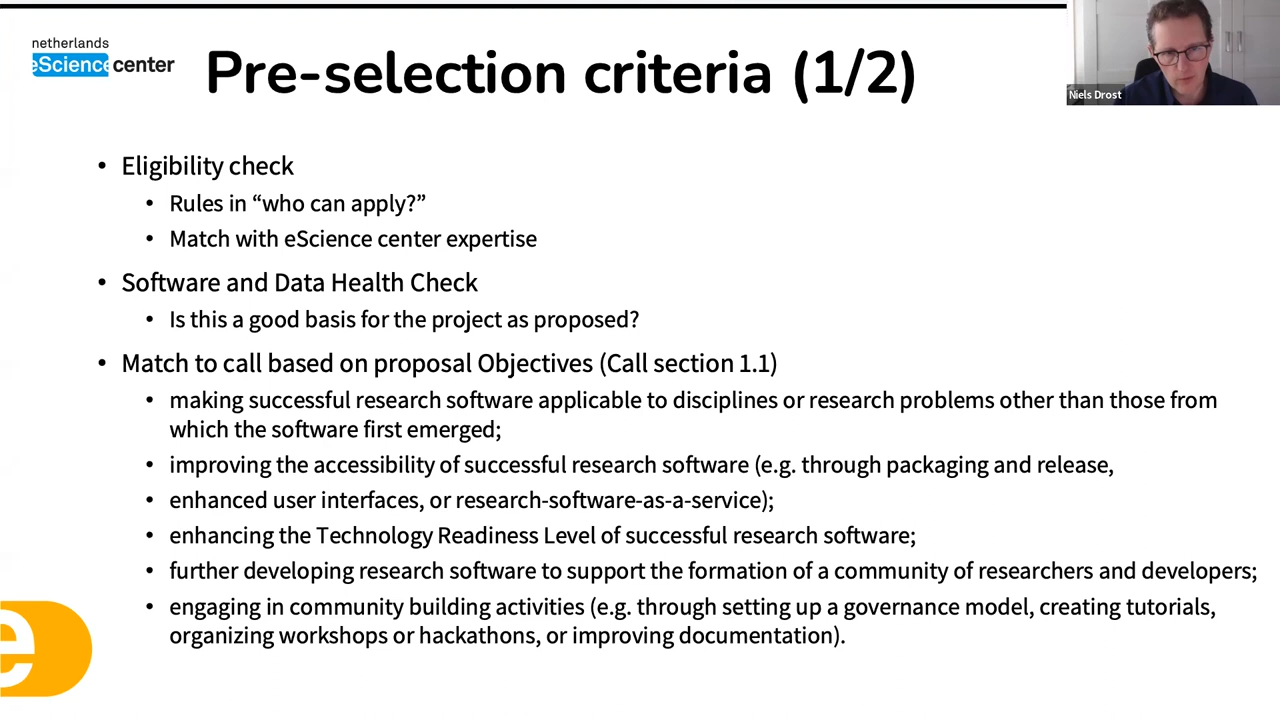 netherlands
eScience center
Pre-selection criteria (1/2)
Niels Drost
• Eligibility check
• Rules in “who can apply?”
• Match with eScience center expertise
• Software and Data Health Check
• Is this a good basis for the project as proposed?
• Match to call based on proposal Objectives (Call section 1.1)
• making successful research software applicable to disciplines or research problems other than those from
which the software first emerged;
• improving the accessibility of successful research software (e.g. through packaging and release,
• enhanced user interfaces, or research-software-as-a-service);
• enhancing the Technology Readiness Level of successful research software;
• further developing research software to support the formation of a community of researchers and developers;
• engaging in community building activities (e.g. through setting up a governance model, creating tutorials,
organizing workshops or hackathons, or improving documentation).
e